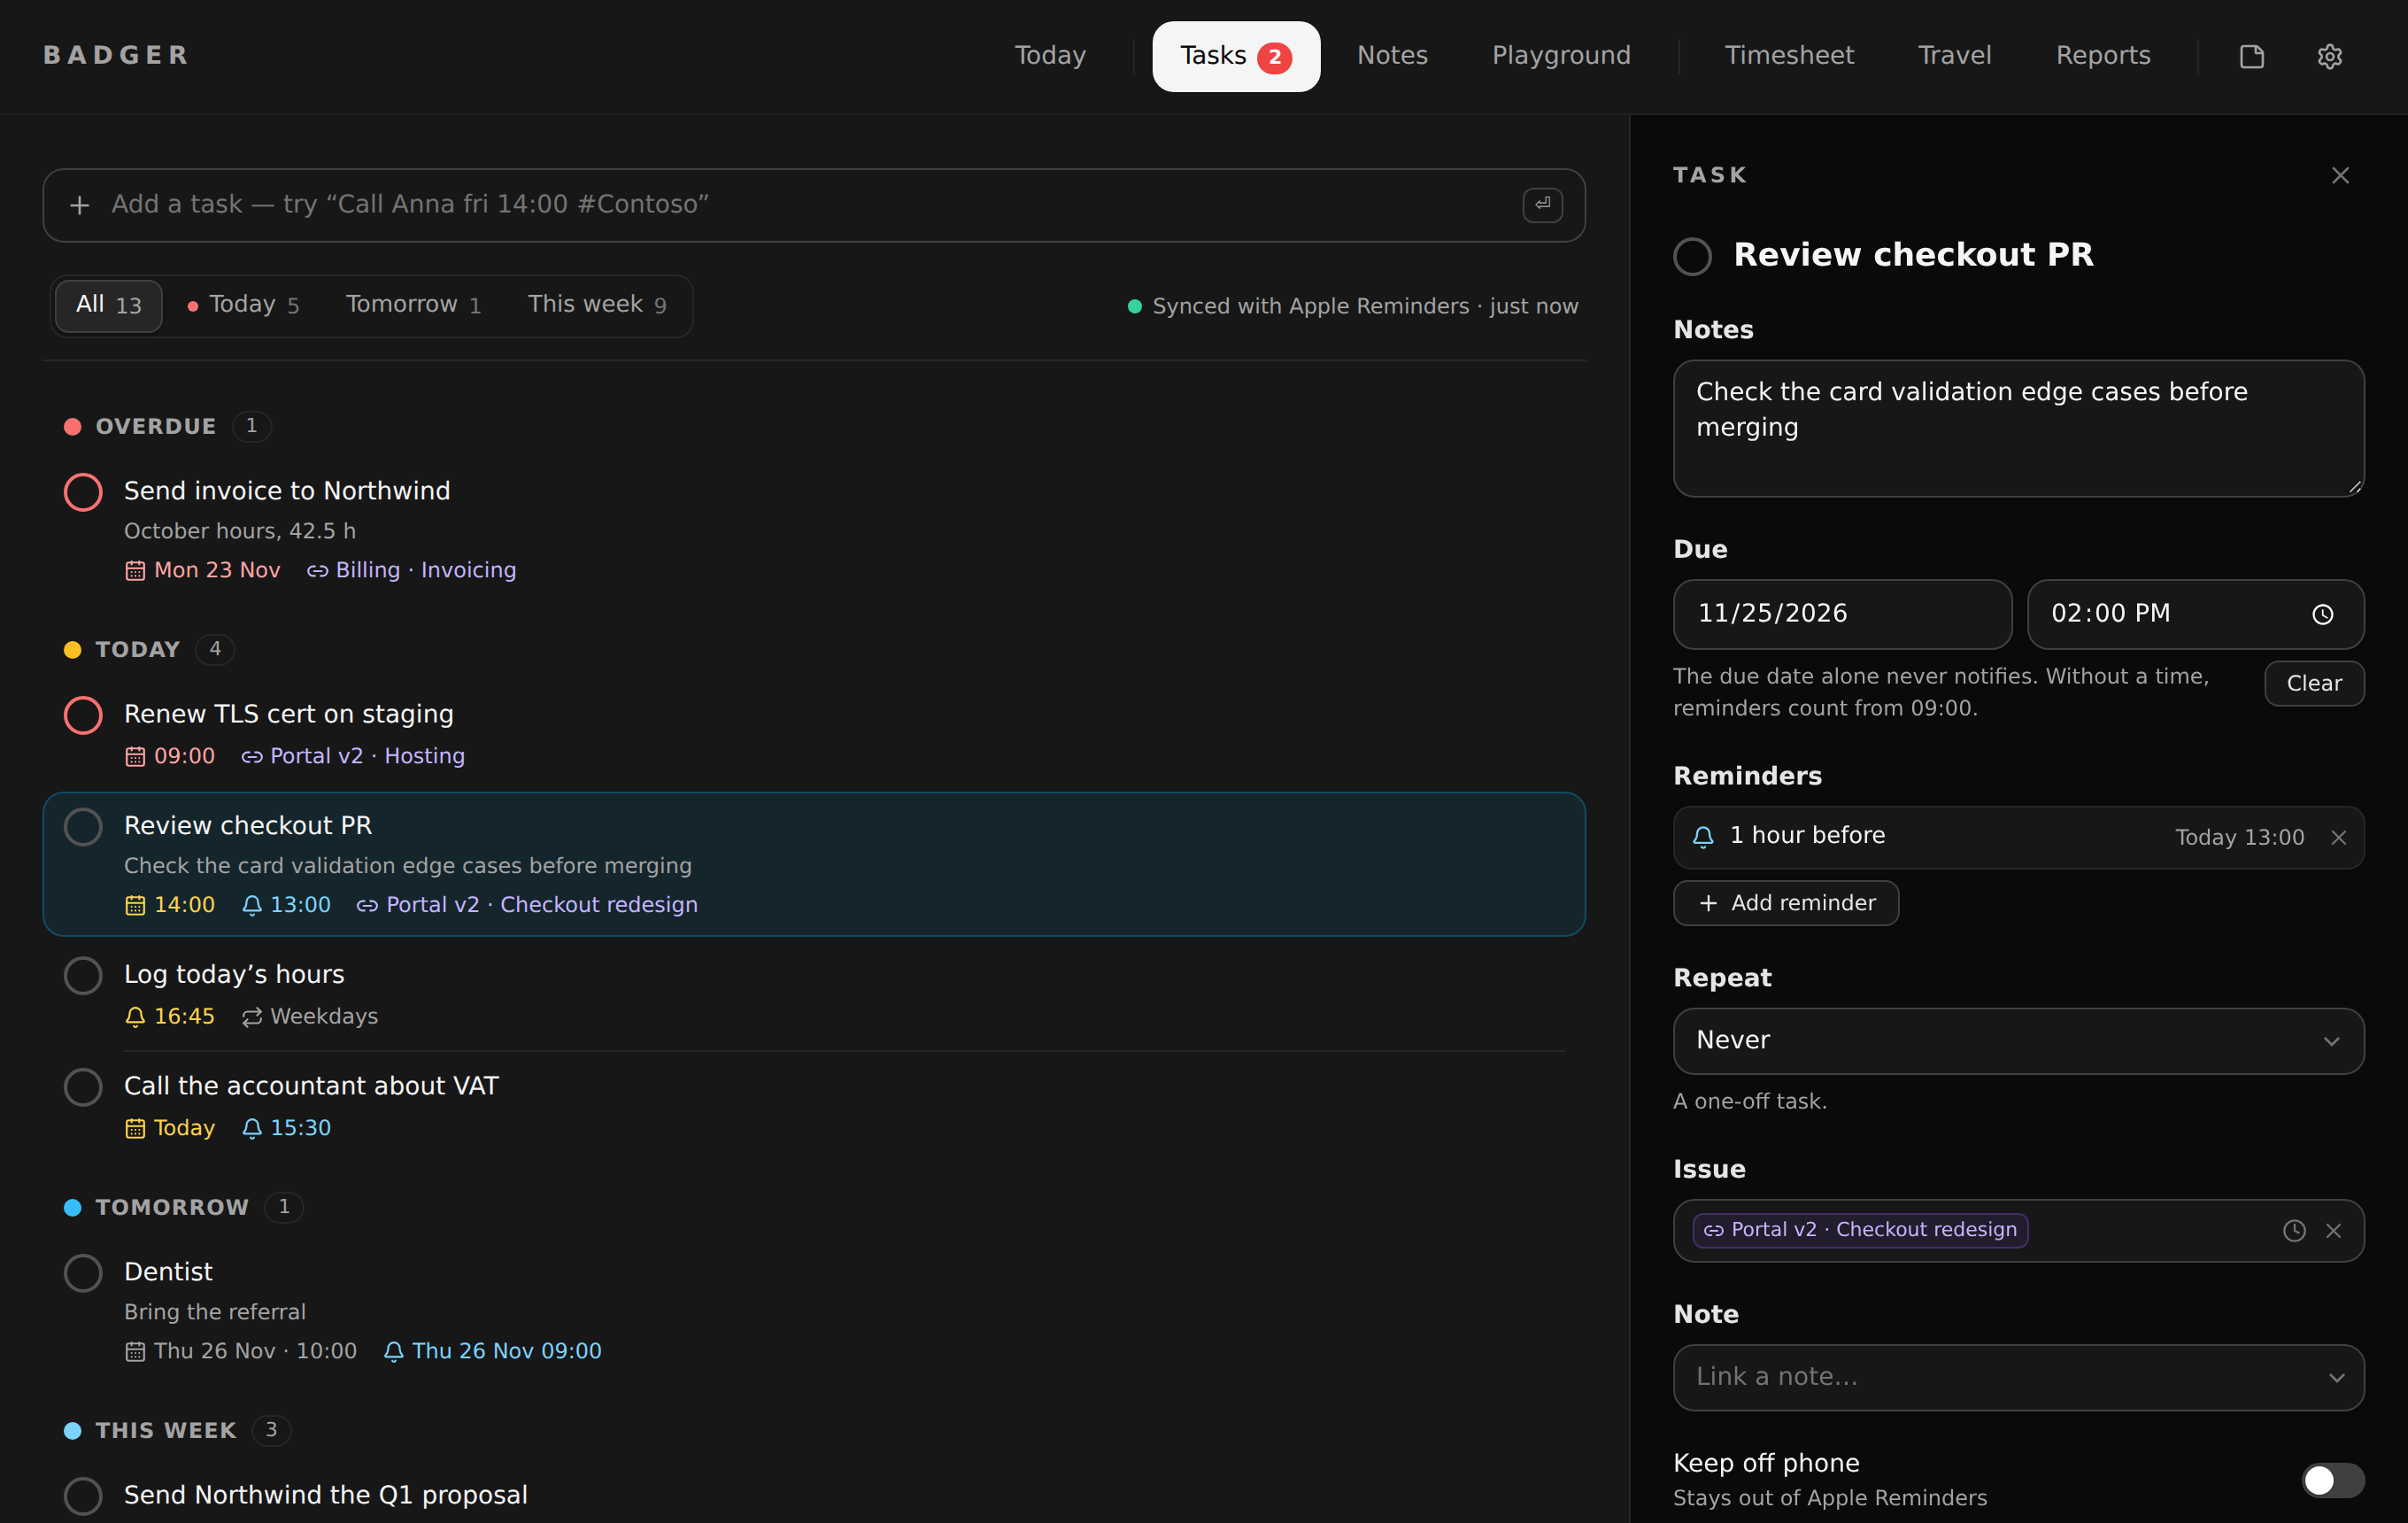 BADGER
Today
Tasks 2
Notes
Playground
Timesheet
Travel
Reports
Add a task — try “Call Anna fri 14:00 #Contoso”
⏎
All 13
Today 5
Tomorrow 1
This week 9
Synced with Apple Reminders · just now
OVERDUE 1
Send invoice to Northwind
October hours, 42.5 h
Mon 23 Nov
Billing · Invoicing
TODAY 4
Renew TLS cert on staging
09:00
Portal v2 · Hosting
Review checkout PR
Check the card validation edge cases before merging
14:00
13:00
Portal v2 · Checkout redesign
Log today’s hours
16:45
Weekdays
Call the accountant about VAT
Today
15:30
TOMORROW 1
Dentist
Bring the referral
Thu 26 Nov · 10:00
Thu 26 Nov 09:00
THIS WEEK 3
Send Northwind the Q1 proposal
TASK
Review checkout PR
Notes
Check the card validation edge cases before
merging
Due
11/25/2026
02:00 PM
The due date alone never notifies. Without a time,
reminders count from 09:00.
Clear
Reminders
1 hour before
Today 13:00
Add reminder
Repeat
Never
A one-off task.
Issue
Portal v2 · Checkout redesign
Note
Link a note…
Keep off phone
Stays out of Apple Reminders